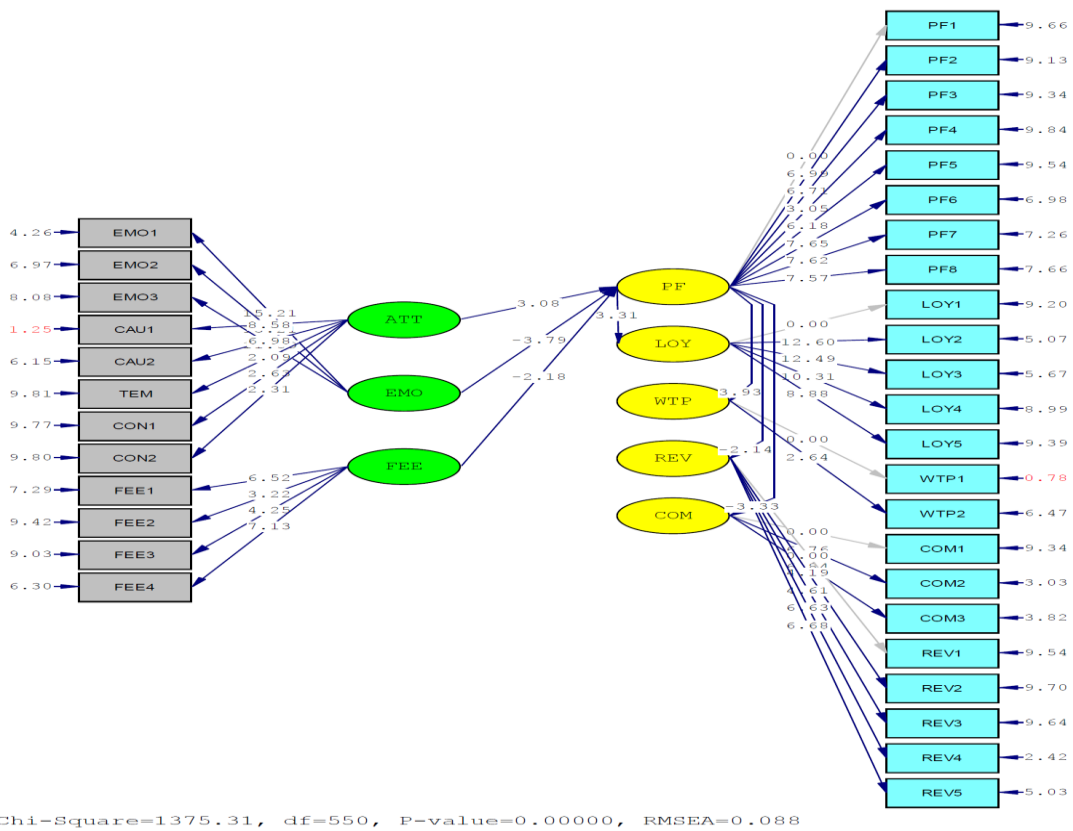 4.26 EMO1
6.97 EMO2
8.08 EMO3
1.25 CAU1
6.15 CAU2
9.81 TEM
9.77 CON1
9.80 CON2
7.29 FEE1
9.42 FEE2
9.03 FEE3
6.30 FEE4
15.21
8.58
6.98
2.09
2.63
2.31
6.52
3.22
4.25
7.13
ATT
EMO
FEE
3.08
-3.79
-2.18
PF
LOY
WTP
REV
COM
3.31
3.93
-2.14
-3.33
0.00
6.99
6.71
3.05
6.18
7.65
7.62
7.57
0.00
12.60
12.49
10.31
8.88
0.00
2.64
0.00
0.00
4.19
4.61
6.63
6.68
PF1 9.66
PF2 9.13
PF3 9.34
PF4 9.84
PF5 9.54
PF6 6.98
PF7 7.26
PF8 7.66
LOY1 9.20
LOY2 5.07
LOY3 5.67
LOY4 8.99
LOY5 9.39
WTP1 0.78
WTP2 6.47
COM1 9.34
COM2 3.03
COM3 3.82
REV1 9.54
REV2 9.70
REV3 9.64
REV4 2.42
REV5 5.03
Chi-Square=1375.31, df=550, P-value=0.00000, RMSEA=0.088